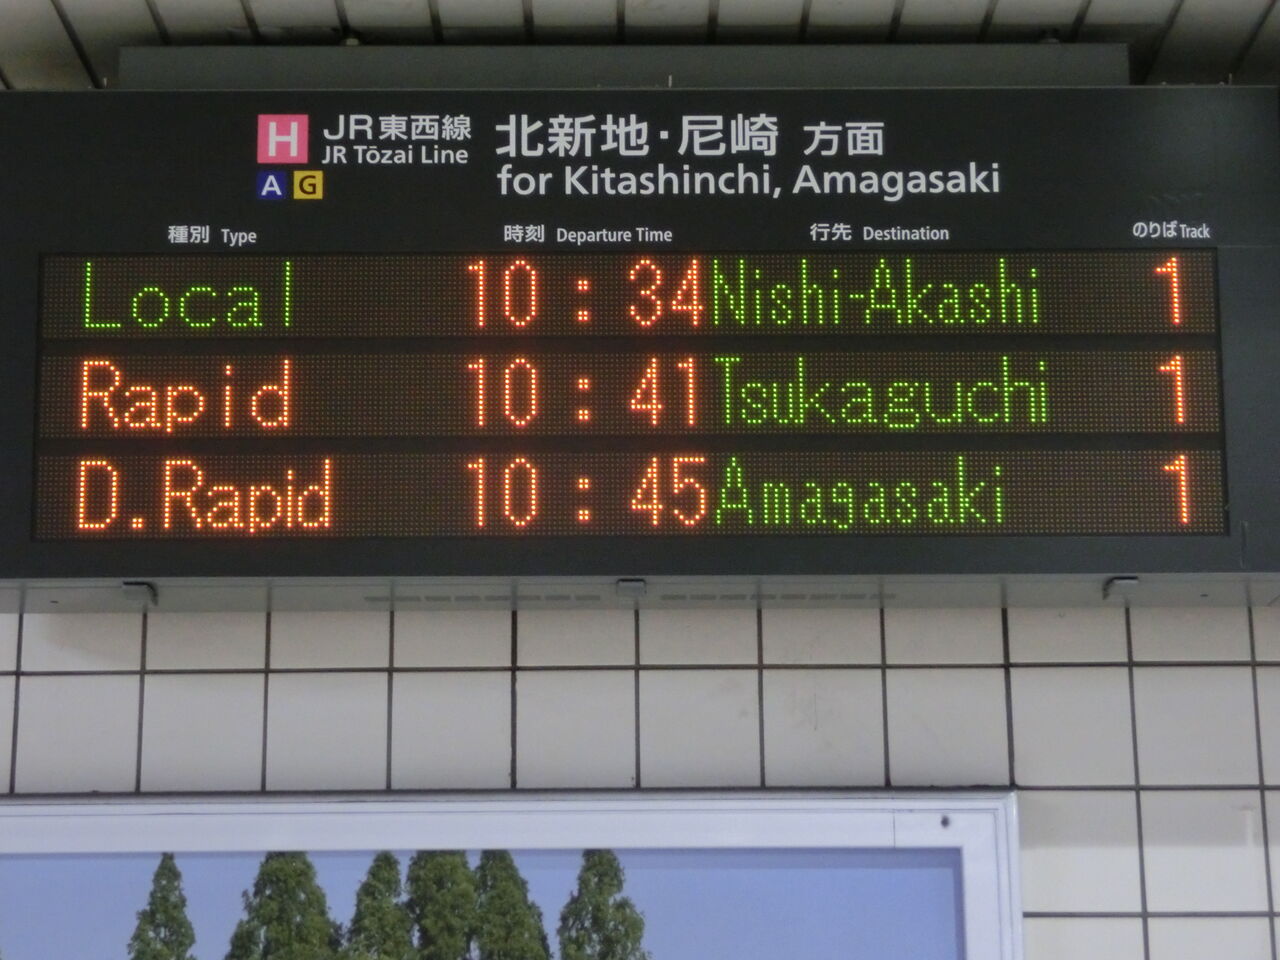 H JR東西線 北新地・尼崎 方面
JR Tōzai Line for Kitashinchi, Amagasaki
A G
種別 Type 時刻 Departure Time 行先 Destination のりば Track
Local 10:34 Nishi-Akashi 1
Rapid 10:41 Tsukaguchi 1
D.Rapid 10:45 Amagasaki 1